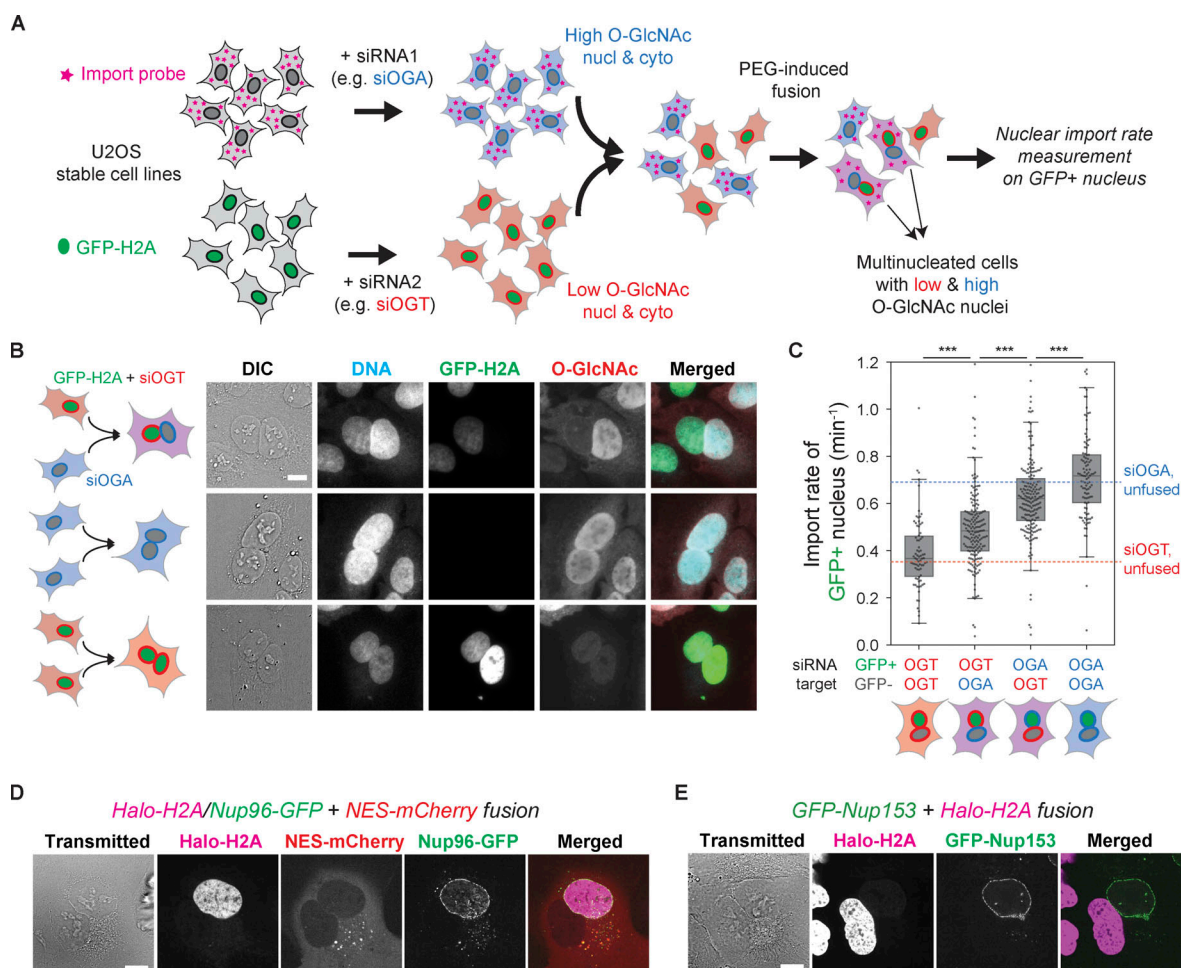 A
Import probe
U2OS
stable cell lines
GFP-H2A
+ siRNA1
(e.g. siOGA)
+ siRNA2
(e.g. siOGT)
High O-GlcNAc
nucl & cyto
Low O-GlcNAc
nucl & cyto
PEG-induced
fusion
Multinucleated cells
with low & high
O-GlcNAc nuclei
Nuclear import rate
measurement
on GFP+ nucleus
B
GFP-H2A + siOGT
siOGA
DIC DNA GFP-H2A O-GlcNAc Merged
C
Import rate of
GFP+ nucleus (min⁻¹)
1.2
1.0
0.8
0.6
0.4
0.2
0.0
*** *** ***
siOGA,
unfused
siOGT,
unfused
siRNA GFP+ OGT OGT OGA OGA
target GFP- OGT OGA OGT OGA
D
Halo-H2A/Nup96-GFP + NES-mCherry fusion
Transmitted Halo-H2A NES-mCherry Nup96-GFP Merged
E
GFP-Nup153 + Halo-H2A fusion
Transmitted Halo-H2A GFP-Nup153 Merged